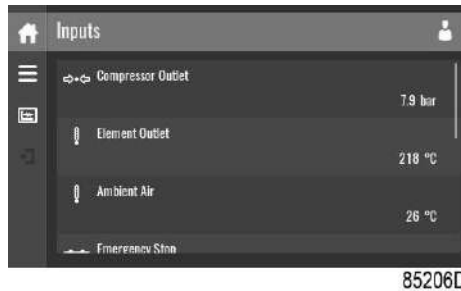 Inputs
Compressor Outlet
7.9 bar
Element Outlet
218 °C
Ambient Air
26 °C
Emergency Stop
85206D